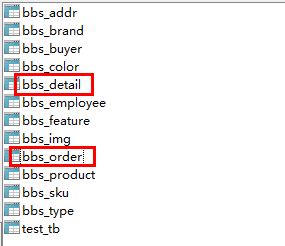 bbs_addr
bbs_brand
bbs_buyer
bbs_color
bbs_detail
bbs_employee
bbs_feature
bbs_img
bbs_order
bbs_product
bbs_sku
bbs_type
test_tb